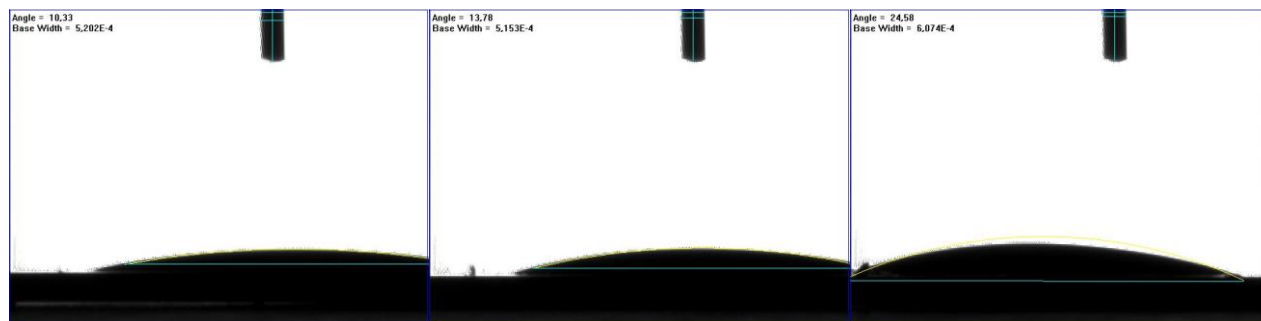 Angle = 10,33
Base Width = 5,202E-4
Angle = 13,78
Base Width = 5,153E-4
Angle = 24,58
Base Width = 6,074E-4